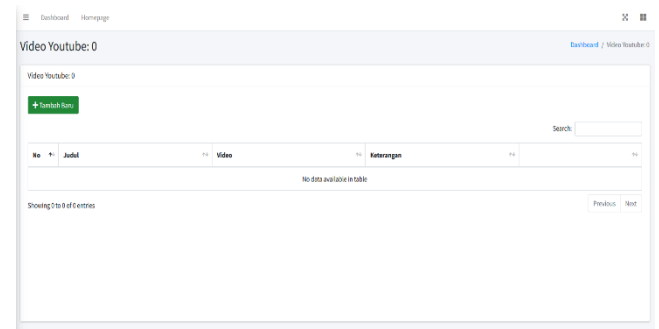 Dashboard Homepage
Video Youtube: 0
Dashboard / Video Youtube: 0
Video Youtube: 0
+ Tambah Baru
Search:
No Judul Video Keterangan
No data available in table
Showing 0 to 0 of 0 entries
Previous Next